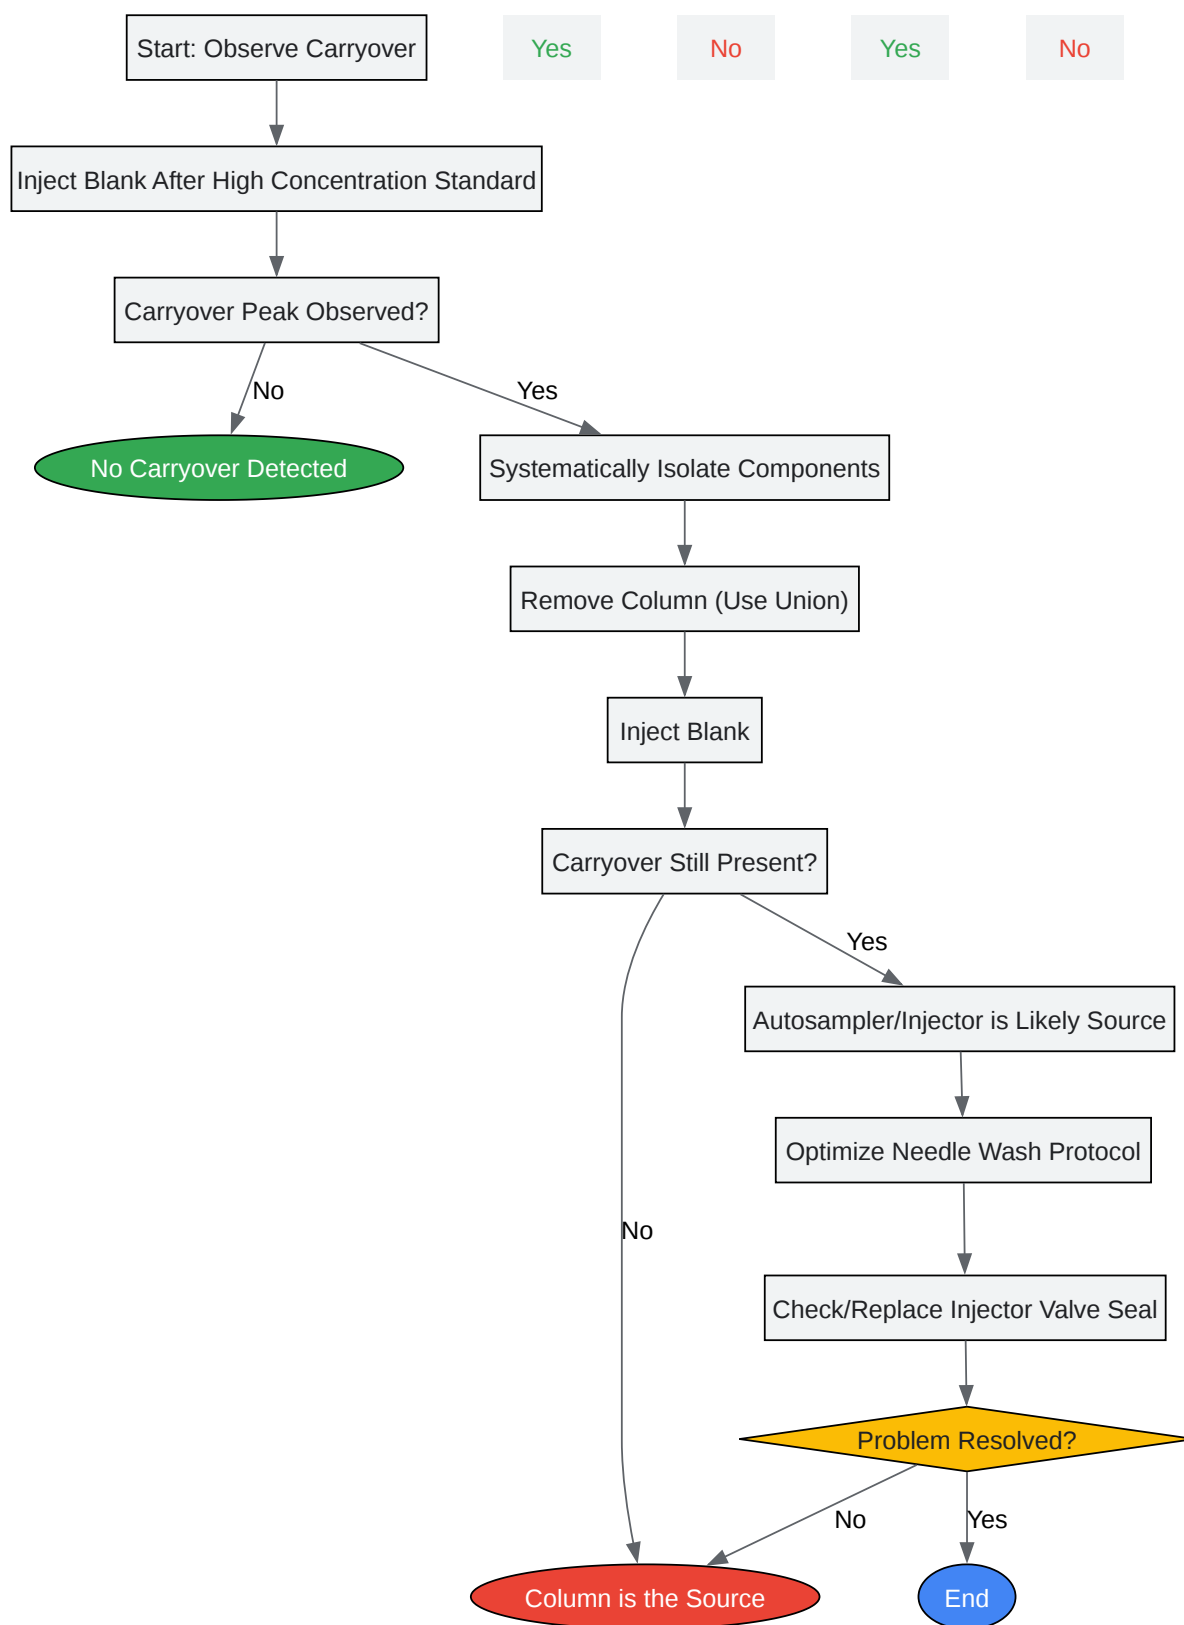 Start: Observe Carryover
Yes
No
Yes
No
Inject Blank After High Concentration Standard
Carryover Peak Observed?
No
Yes
No Carryover Detected
Systematically Isolate Components
Remove Column (Use Union)
Inject Blank
Carryover Still Present?
Yes
Autosampler/Injector is Likely Source
Optimize Needle Wash Protocol
No
Check/Replace Injector Valve Seal
Problem Resolved?
No
Yes
Column is the Source
End